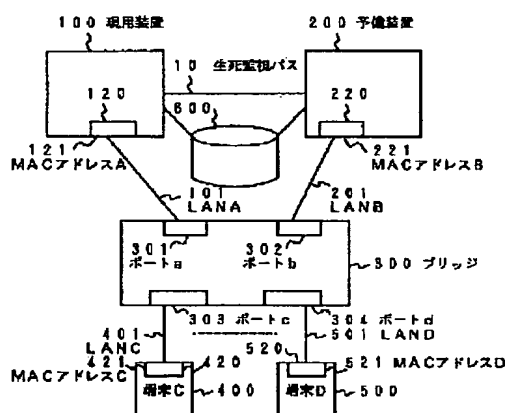 100 現用装置
200 予備装置
10 生死監視パス
120
600
220
121
MACアドレスA
221
MACアドレスB
101
LANA
201
LANB
301
ポートa
302
ポートb
300 ブリッジ
303 ポートc
304 ポートd
401
LANC
501 LAND
520
421
MACアドレスC
420
521 MACアドレスD
端末C
400
端末D
500